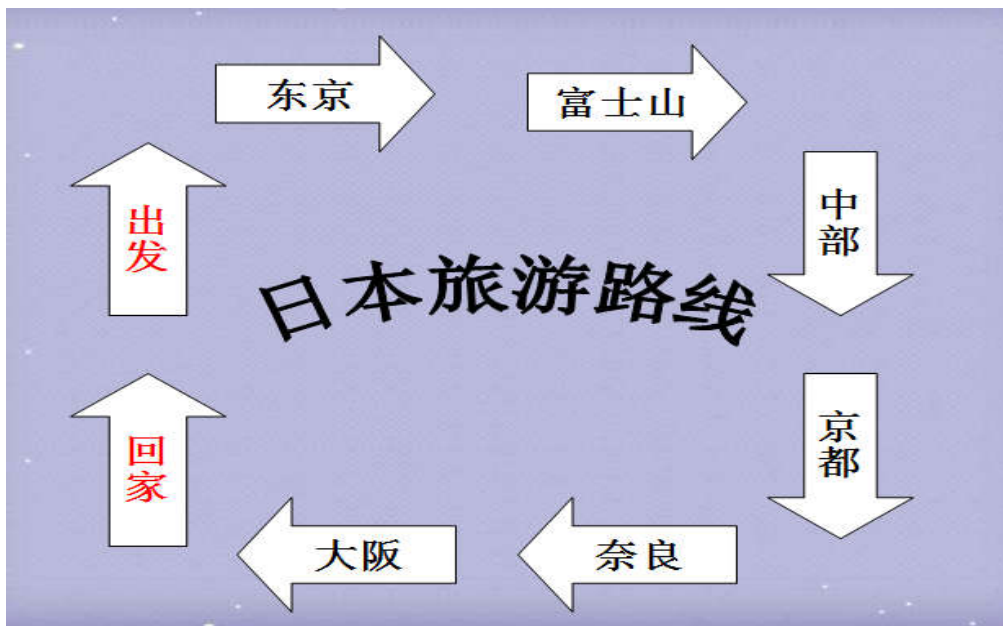 东京
富士山
出发
中部
日本旅游路线
回家
京都
大阪
奈良